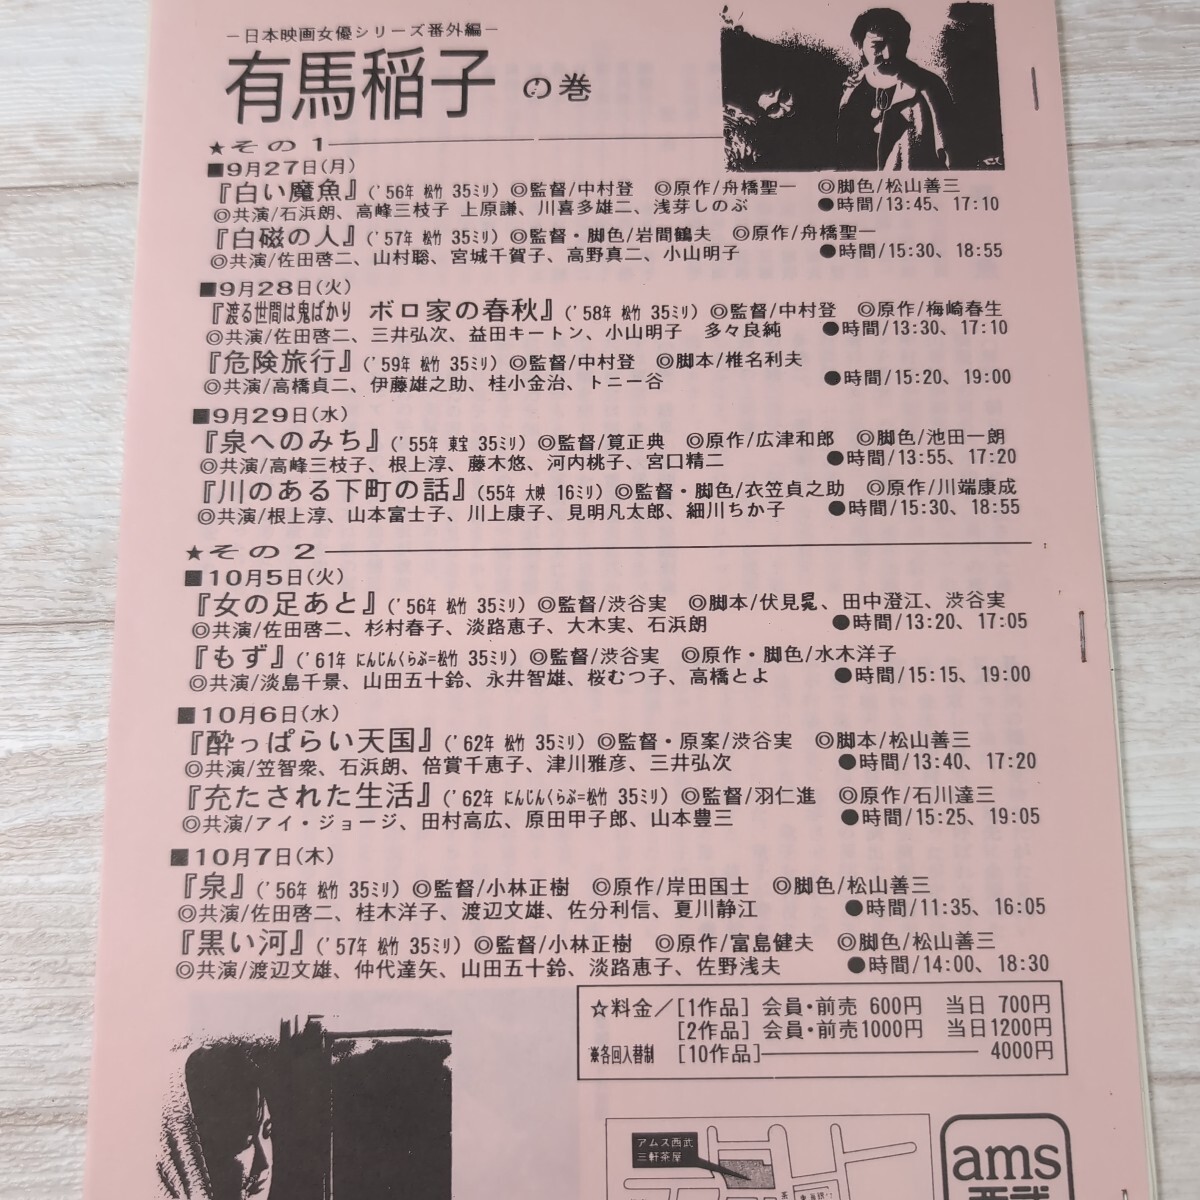 －日本映画女優シリーズ番外編－
有馬稲子の巻
★その1
■9月27日(月)
『白い魔魚』('56年 松竹 35ミリ) ◎監督/中村登 ◎原作/舟橋聖一 ◎脚色/松山善三
◎共演/石浜朗、高峰三枝子 上原謙、川喜多雄二、浅芽しのぶ ●時間/13:45、17:10
『白磁の人』('57年 松竹 35ミリ) ◎監督・脚色/岩間鶴夫 ◎原作/舟橋聖一
◎共演/佐田啓二、山村聡、宮城千賀子、高野真二、小山明子 ●時間/15:30、18:55
■9月28日(火)
『渡る世間は鬼ばかり ボロ家の春秋』('58年 松竹 35ミリ) ◎監督/中村登 ◎原作/梅崎春生
◎共演/佐田啓二、三井弘次、益田キートン、小山明子 多々良純 ●時間/13:30、17:10
『危険旅行』('59年 松竹 35ミリ) ◎監督/中村登 ◎脚本/椎名利夫
◎共演/高橋貞二、伊藤雄之助、桂小金治、トニー谷 ●時間/15:20、19:00
■9月29日(水)
『泉へのみち』('55年 東宝 35ミリ) ◎監督/筧正典 ◎原作/広津和郎 ◎脚色/池田一朗
◎共演/高峰三枝子、根上淳、藤木悠、河内桃子、宮口精二 ●時間/13:55、17:20
『川のある下町の話』(55年 大映 16ミリ) ◎監督・脚色/衣笠貞之助 ◎原作/川端康成
◎共演/根上淳、山本富士子、川上康子、見明凡太郎、細川ちか子 ●時間/15:30、18:55
★その2
■10月5日(火)
『女の足あと』('56年 松竹 35ミリ) ◎監督/渋谷実 ◎脚本/伏見晃、田中澄江、渋谷実
◎共演/佐田啓二、杉村春子、淡路恵子、大木実、石浜朗 ●時間/13:20、17:05
『もず』('61年 にんじんくらぶ=松竹 35ミリ) ◎監督/渋谷実 ◎原作・脚色/水木洋子
◎共演/淡島千景、山田五十鈴、永井智雄、桜むつ子、高橋とよ ●時間/15:15、19:00
■10月6日(水)
『酔っぱらい天国』('62年 松竹 35ミリ) ◎監督・原案/渋谷実 ◎脚本/松山善三
◎共演/笠智衆、石浜朗、倍賞千恵子、津川雅彦、三井弘次 ●時間/13:40、17:20
『充たされた生活』('62年 にんじんくらぶ=松竹 35ミリ) ◎監督/羽仁進 ◎原作/石川達三
◎共演/アイ・ジョージ、田村高広、原田甲子郎、山本豊三 ●時間/15:25、19:05
■10月7日(木)
『泉』('56年 松竹 35ミリ) ◎監督/小林正樹 ◎原作/岸田国士 ◎脚色/松山善三
◎共演/佐田啓二、桂木洋子、渡辺文雄、佐分利信、夏川静江 ●時間/11:35、16:05
『黒い河』('57年 松竹 35ミリ) ◎監督/小林正樹 ◎原作/富島健夫 ◎脚色/松山善三
◎共演/渡辺文雄、仲代達矢、山田五十鈴、淡路恵子、佐野浅夫 ●時間/14:00、18:30
☆料金／[1作品] 会員・前売 600円 当日 700円
[2作品] 会員・前売1000円 当日1200円
※各回入替制 [10作品]――― 4000円
アムス西武
三軒茶屋
ams
西武